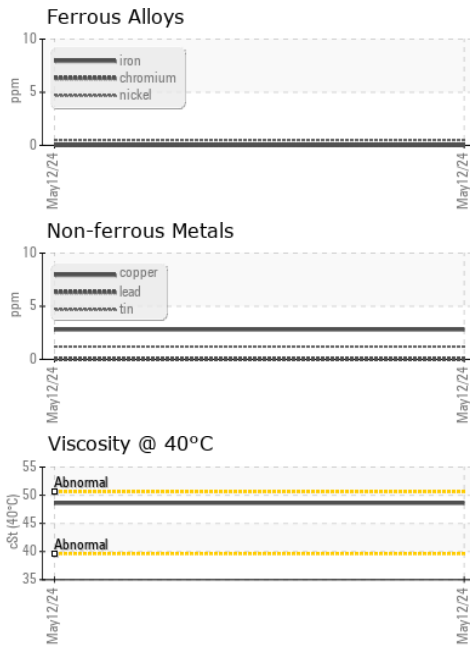 Ferrous Alloys
10
5
0
ppm
iron
chromium
nickel
May12/24
May12/24
Non-ferrous Metals
10
5
0
ppm
copper
lead
tin
May12/24
May12/24
Viscosity @ 40°C
55
50
45
40
35
cSt (40°C)
Abnormal
Abnormal
May12/24
May12/24